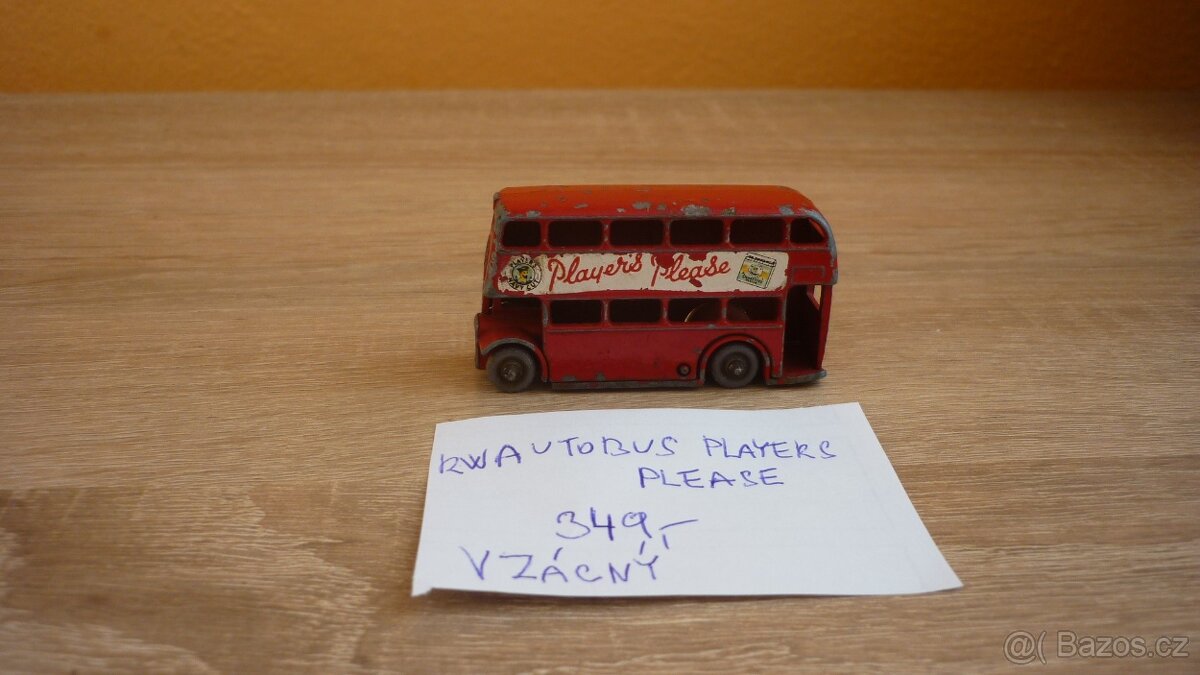 Player's Please
RW AUTOBUS PLAYERS
PLEASE
349,-
VZÁCNÝ
@( Bazos.cz